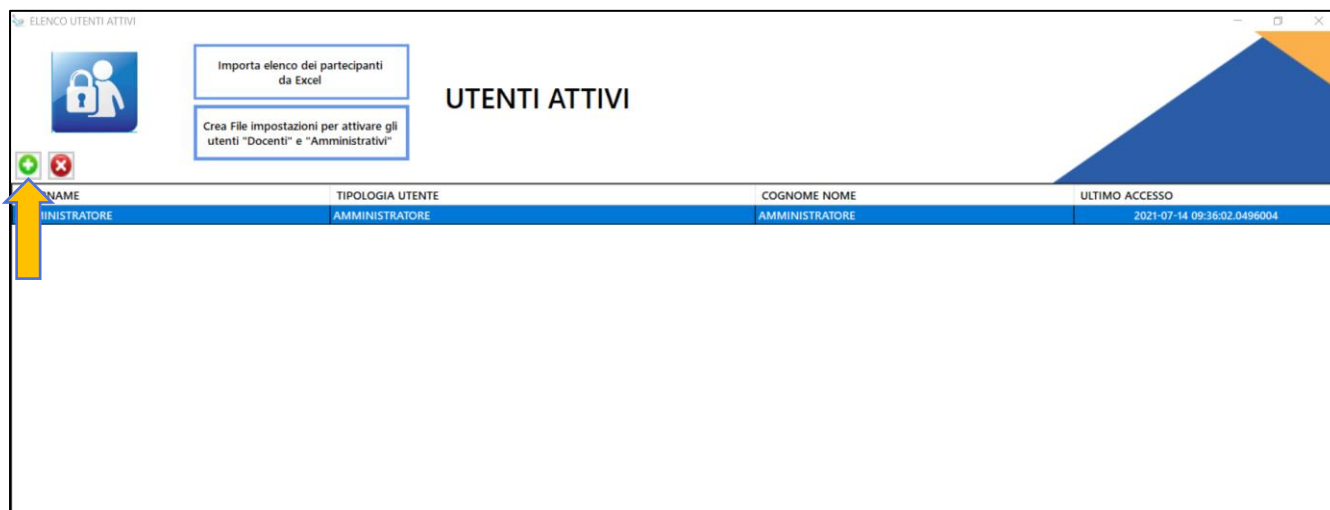 ELENCO UTENTI ATTIVI
Importa elenco dei partecipanti
da Excel
UTENTI ATTIVI
Crea File impostazioni per attivare gli
utenti "Docenti" e "Amministrativi"
NAME TIPOLOGIA UTENTE COGNOME NOME ULTIMO ACCESSO
MINISTRATORE AMMINISTRATORE AMMINISTRATORE 2021-07-14 09:36:02.0496004